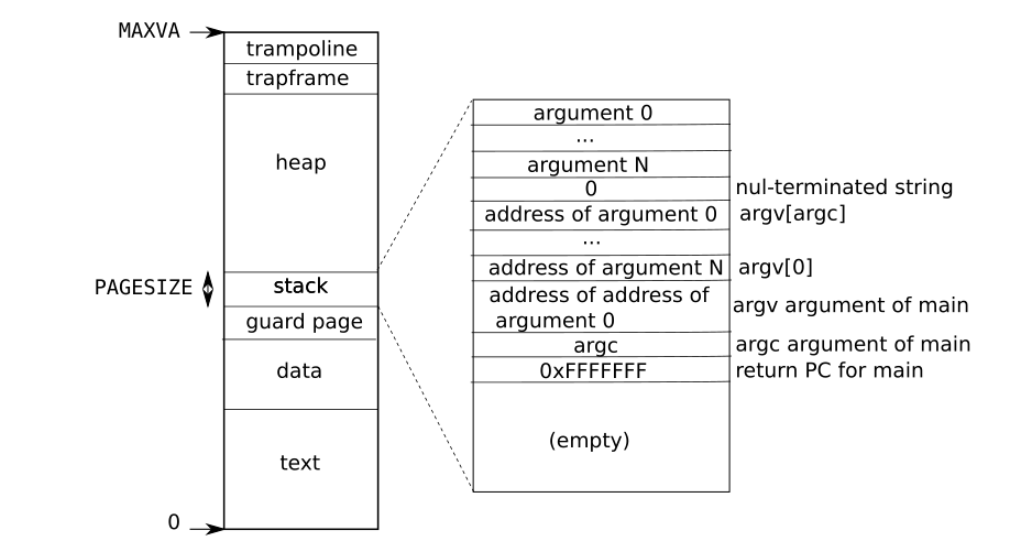 MAXVA
trampoline
trapframe
heap
PAGESIZE
stack
guard page
data
text
0
argument 0
...
argument N
0 nul-terminated string
address of argument 0 argv[argc]
...
address of argument N argv[0]
address of address of
argument 0 argv argument of main
argc argc argument of main
0xFFFFFFF return PC for main
(empty)